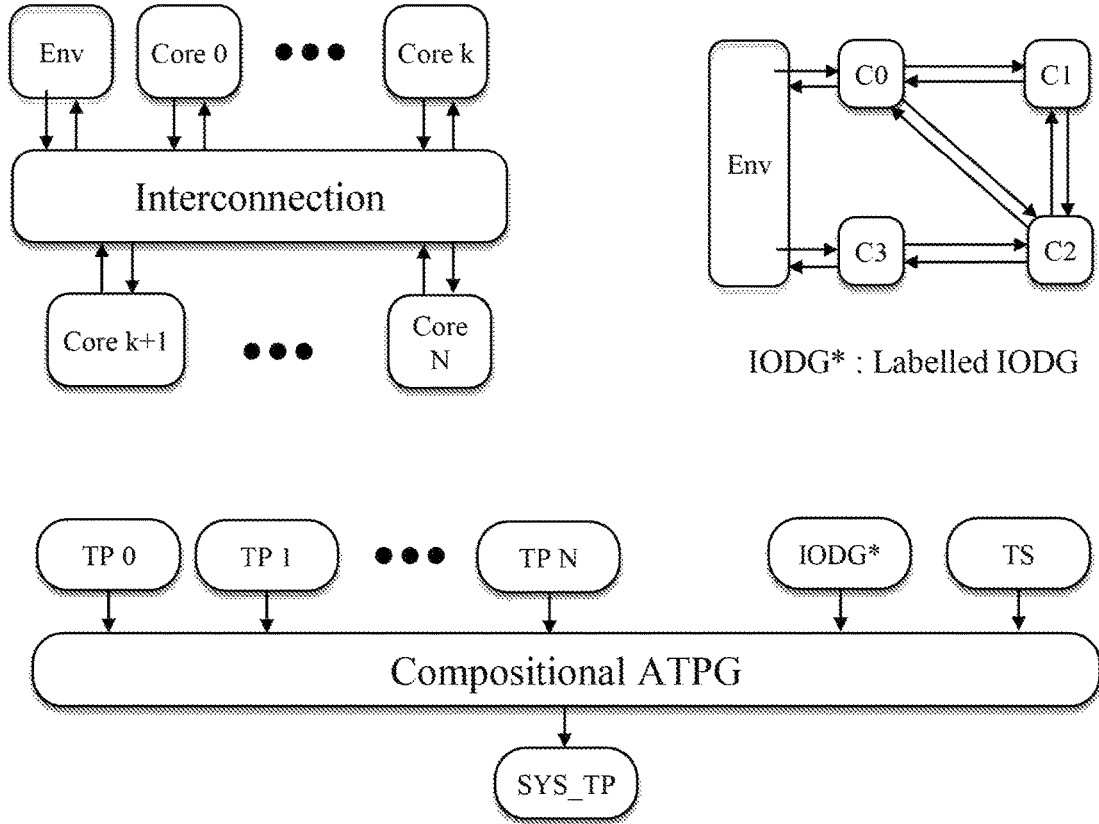 Env
Core 0
Core k
Interconnection
Core k+1
Core
N
Env
C0
C1
C3
C2
IODG* : Labelled IODG
TP 0
TP 1
TP N
IODG*
TS
Compositional ATPG
SYS_TP